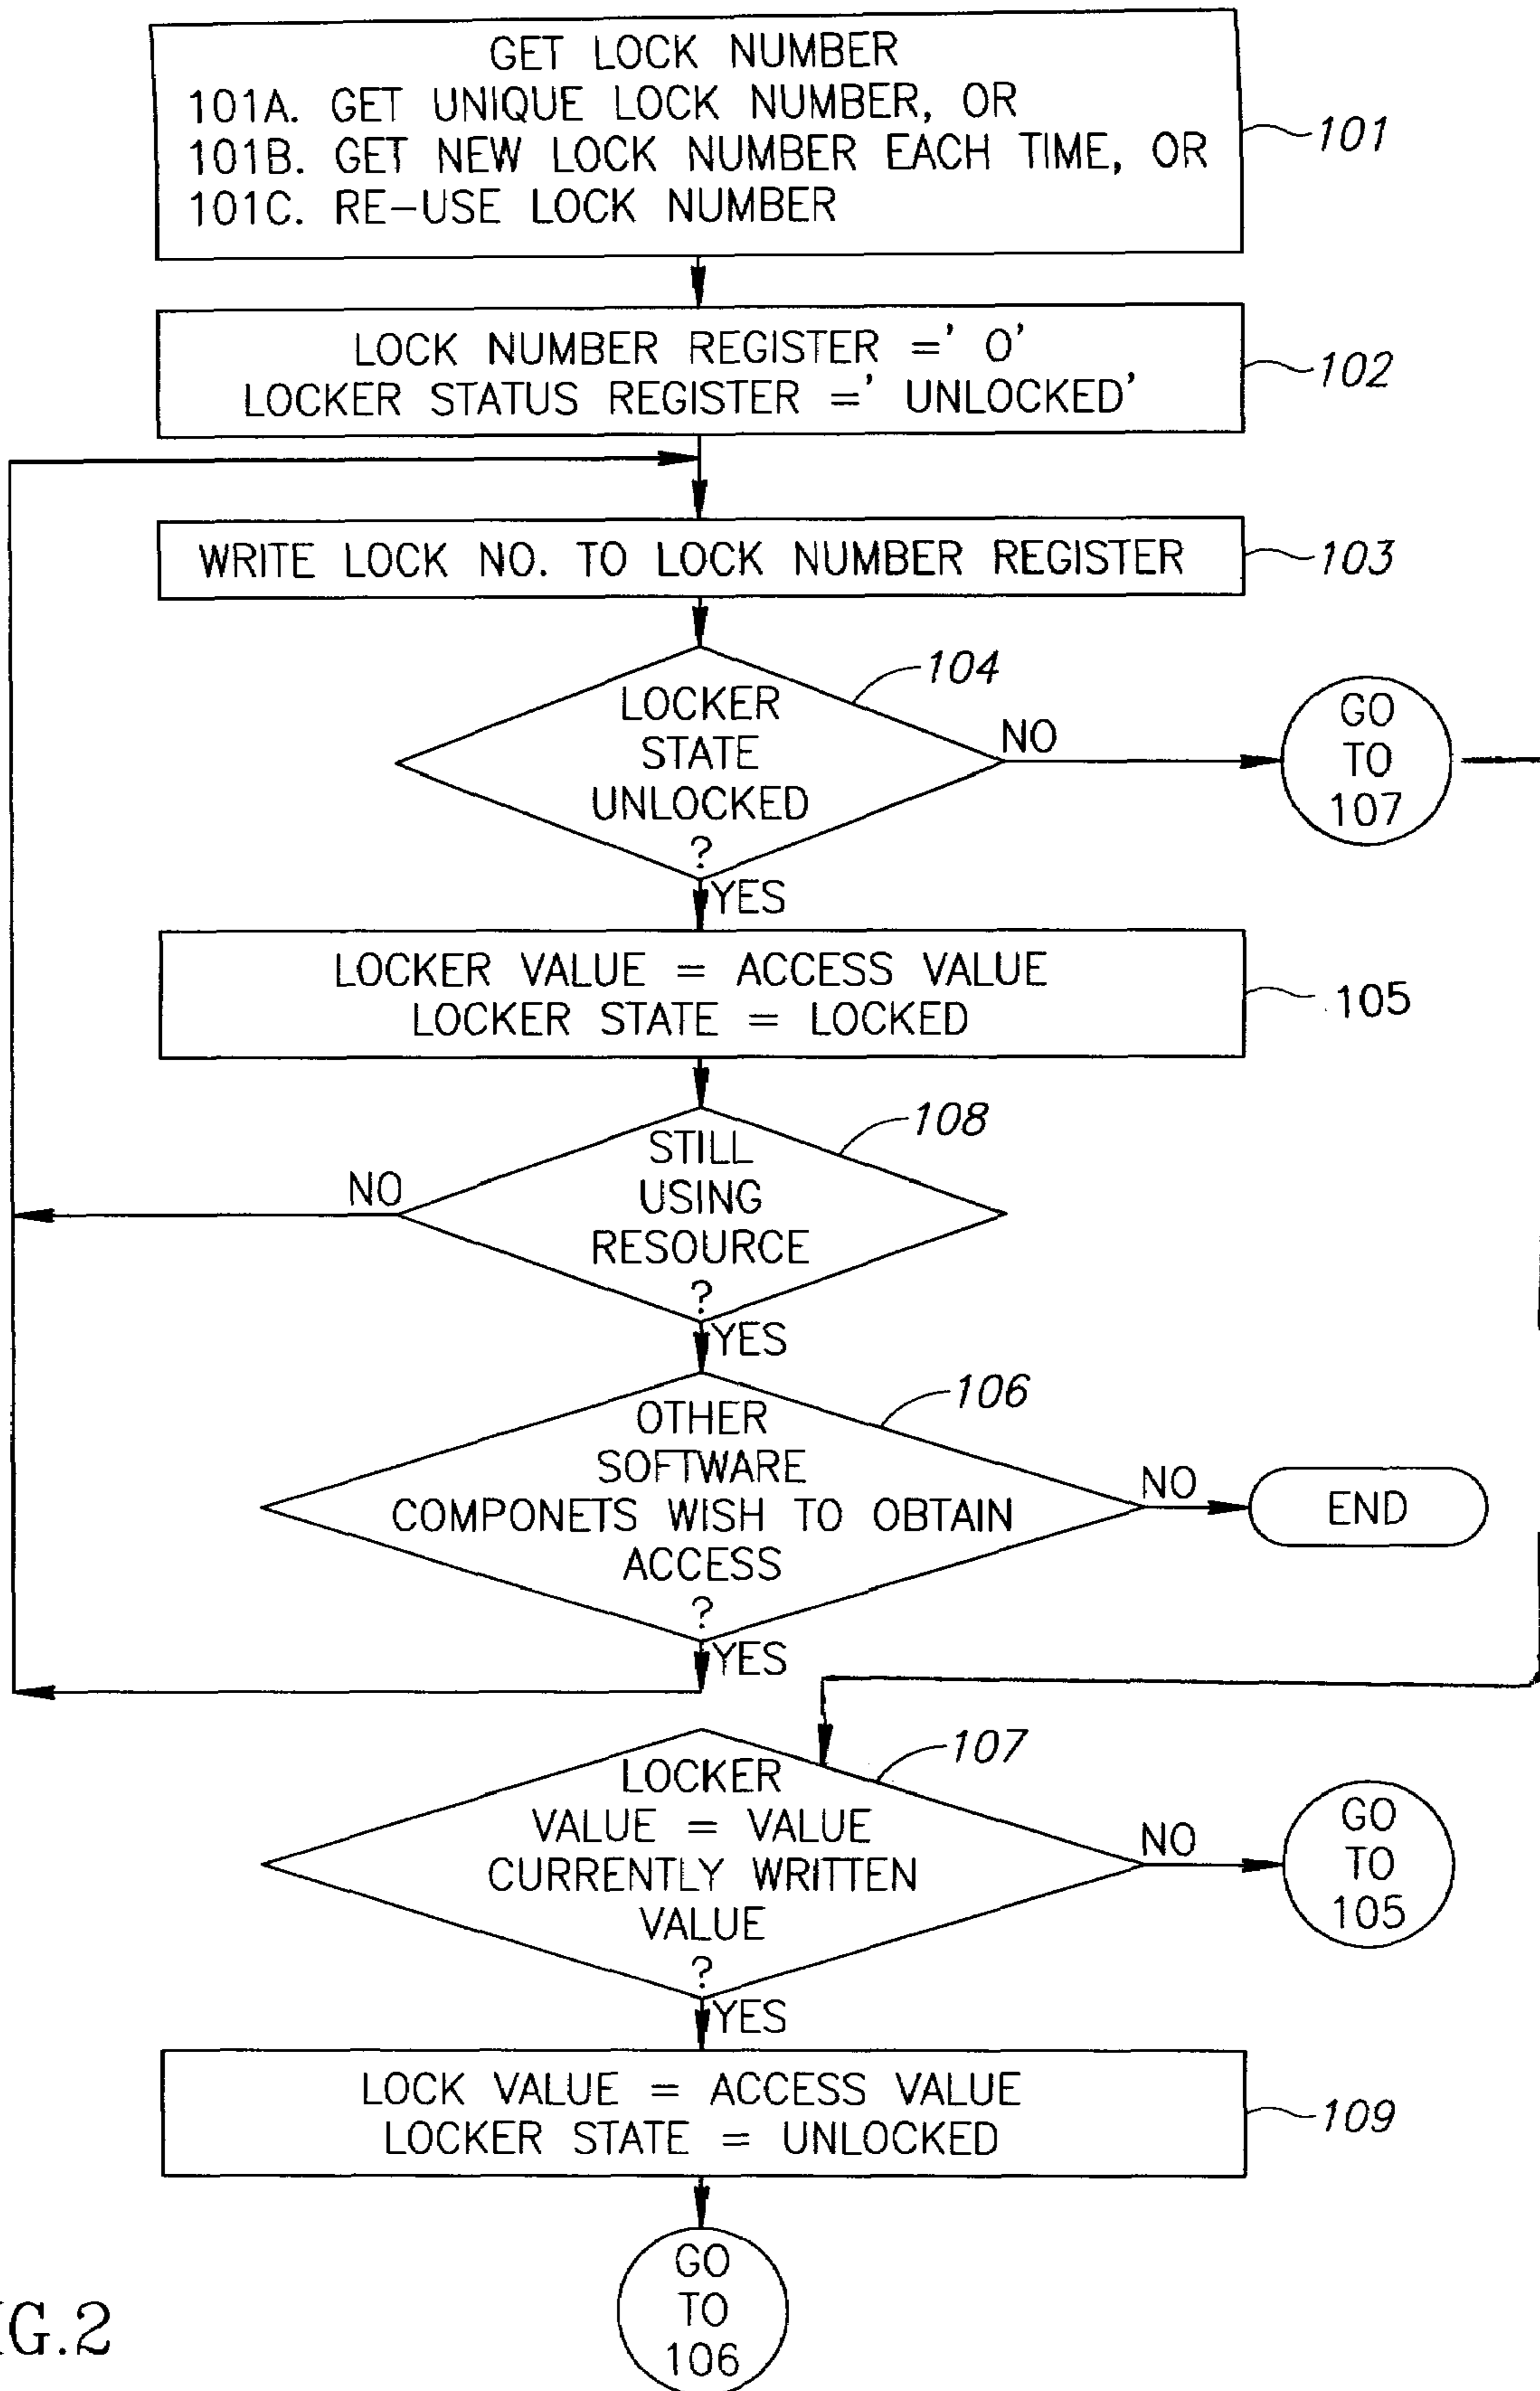 GET LOCK NUMBER
101A. GET UNIQUE LOCK NUMBER, OR
101B. GET NEW LOCK NUMBER EACH TIME, OR
101C. RE-USE LOCK NUMBER
101
LOCK NUMBER REGISTER =' 0'
LOCKER STATUS REGISTER =' UNLOCKED'
102
WRITE LOCK NO. TO LOCK NUMBER REGISTER
103
104
LOCKER
STATE
UNLOCKED
?
NO
GO
TO
107
YES
LOCKER VALUE = ACCESS VALUE
LOCKER STATE = LOCKED
105
108
STILL
USING
RESOURCE
?
NO
YES
106
OTHER
SOFTWARE
COMPONETS WISH TO OBTAIN
ACCESS
?
NO
END
YES
107
LOCKER
VALUE = VALUE
CURRENTLY WRITTEN
VALUE
?
NO
GO
TO
105
YES
LOCK VALUE = ACCESS VALUE
LOCKER STATE = UNLOCKED
109
GO
TO
106
G.2